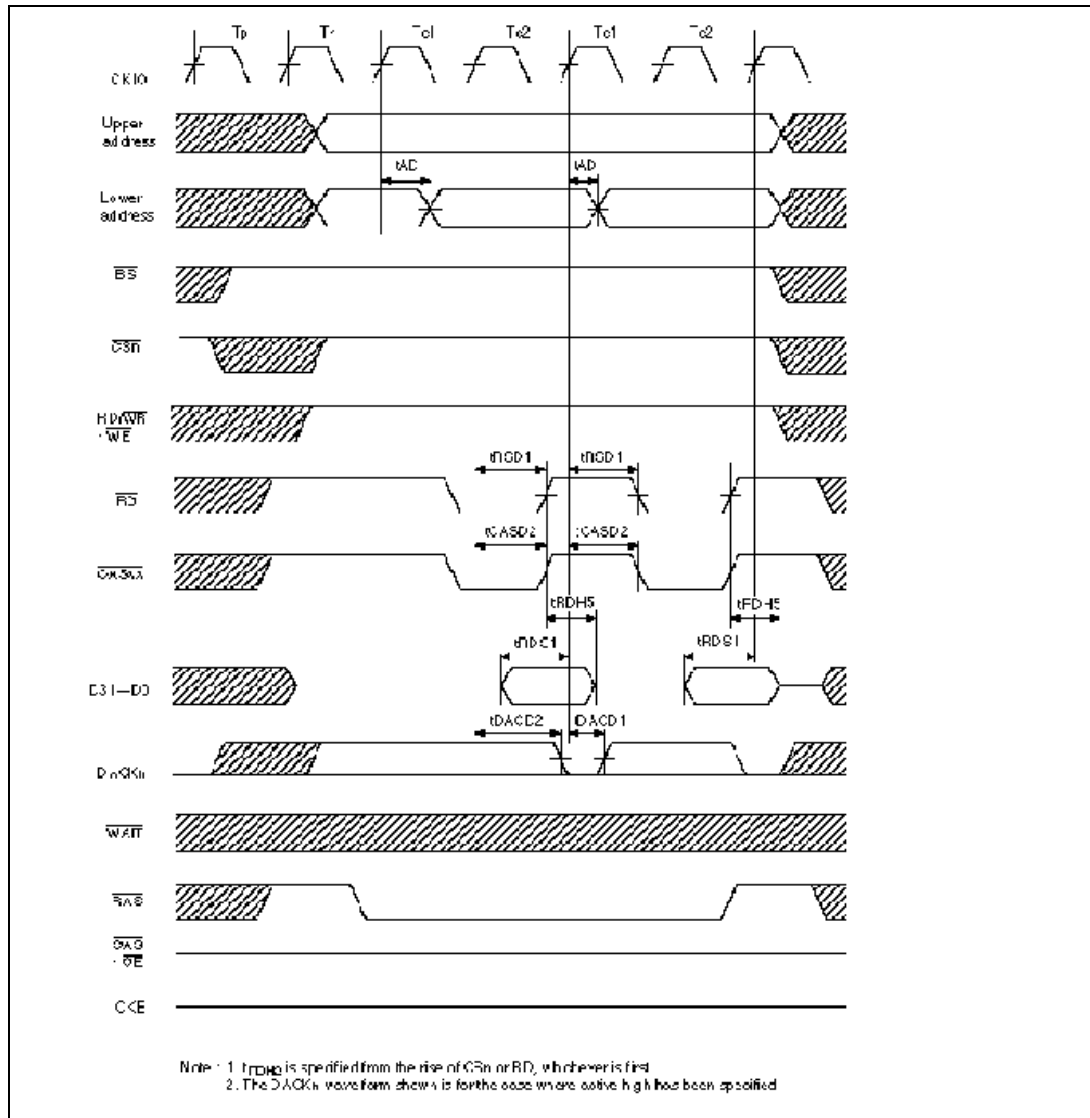 Tp Tr Tc1 Tc2 Tc1 Tc2
CKIO
Upper
address
tAD tAD
Lower
address
BS
CSn
RD/WR
WE
tRSD1 tRSD1
RD
tCASD2 tCASD2
CASxx
tRDH5 tRDH5
tRDS1 tRDS1
D31—D0
tDACD2 tDACD1
DACKn
WAIT
RAS
CAS
OE
CKE
Note : 1. is specified from the rise of CSn or RD, whichever is first
2. The DACKn waveform shown is for the case where active high has been specified